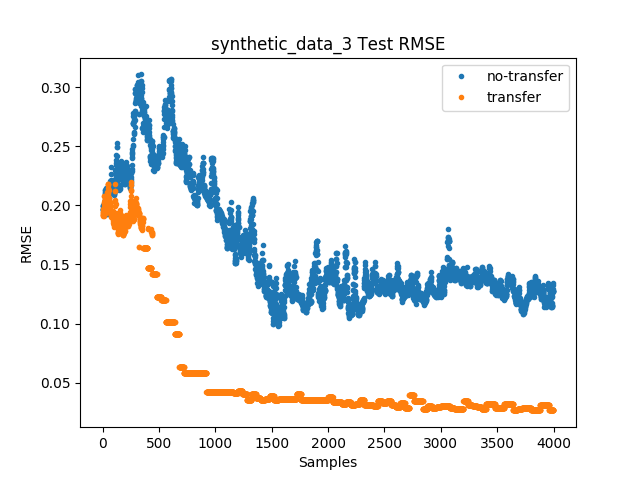 synthetic_data_3 Test RMSE
no-transfer
transfer
RMSE
0.30
0.25
0.20
0.15
0.10
0.05
0 500 1000 1500 2000 2500 3000 3500 4000
Samples